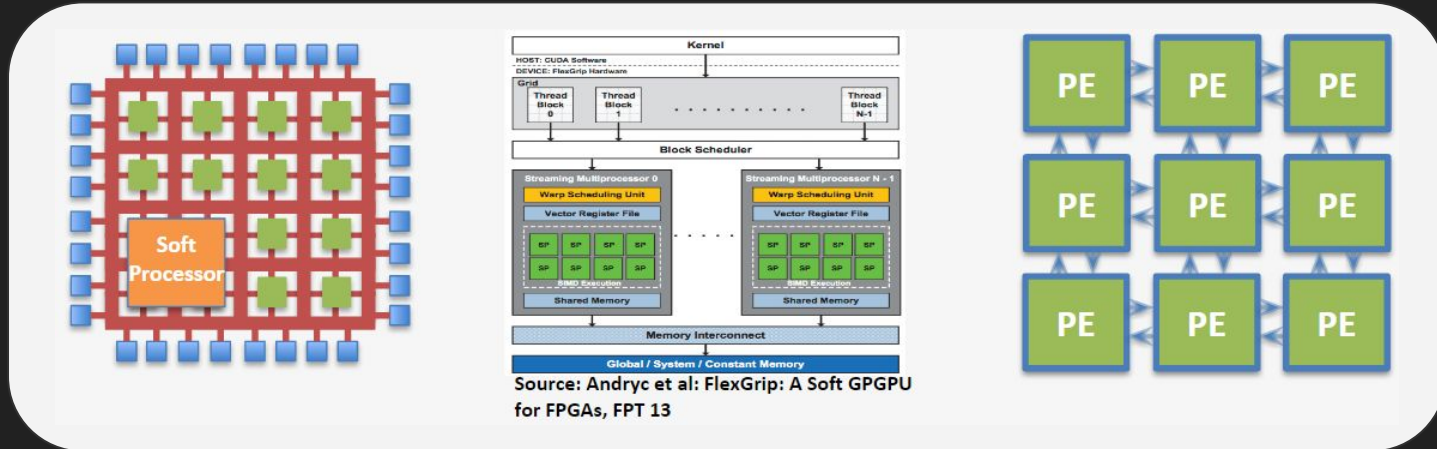 Soft
Processor
Kernel
HOST: CUDA Software
DEVICE: FlexGrip Hardware
Grid
Thread
Block
0
Thread
Block
1
. . . . . . . . . .
Thread
Block
N-1
Block Scheduler
Streaming Multiprocessor 0
Warp Scheduling Unit
Vector Register File
SP SP SP SP
SP SP SP SP
SIMD Execution
Shared Memory
. . . . .
Streaming Multiprocessor N - 1
Warp Scheduling Unit
Vector Register File
SP SP SP SP
SP SP SP SP
SIMD Execution
Shared Memory
Memory Interconnect
Global / System / Constant Memory
Source: Andryc et al: FlexGrip: A Soft GPGPU
for FPGAs, FPT 13
PE PE PE
PE PE PE
PE PE PE